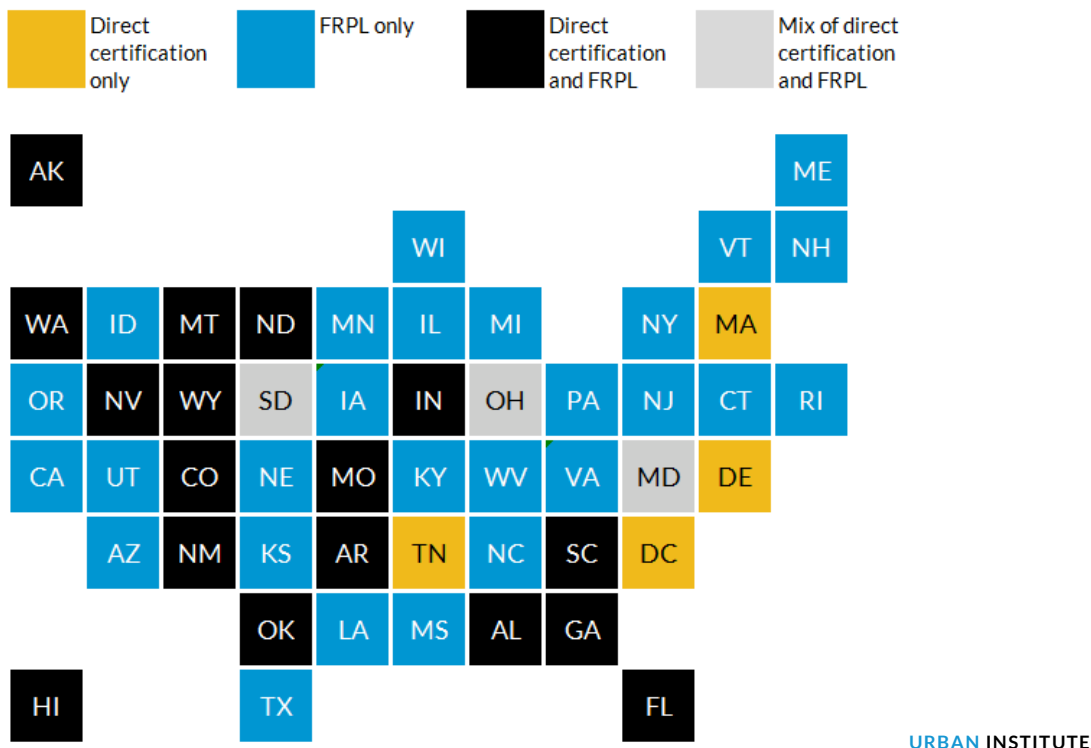 Direct certification only
FRPL only
Direct certification and FRPL
Mix of direct certification and FRPL
AK ME
WI VT NH
WA ID MT ND MN IL MI NY MA
OR NV WY SD IA IN OH PA NJ CT RI
CA UT CO NE MO KY WV VA MD DE
AZ NM KS AR TN NC SC DC
OK LA MS AL GA
HI TX FL
URBAN INSTITUTE